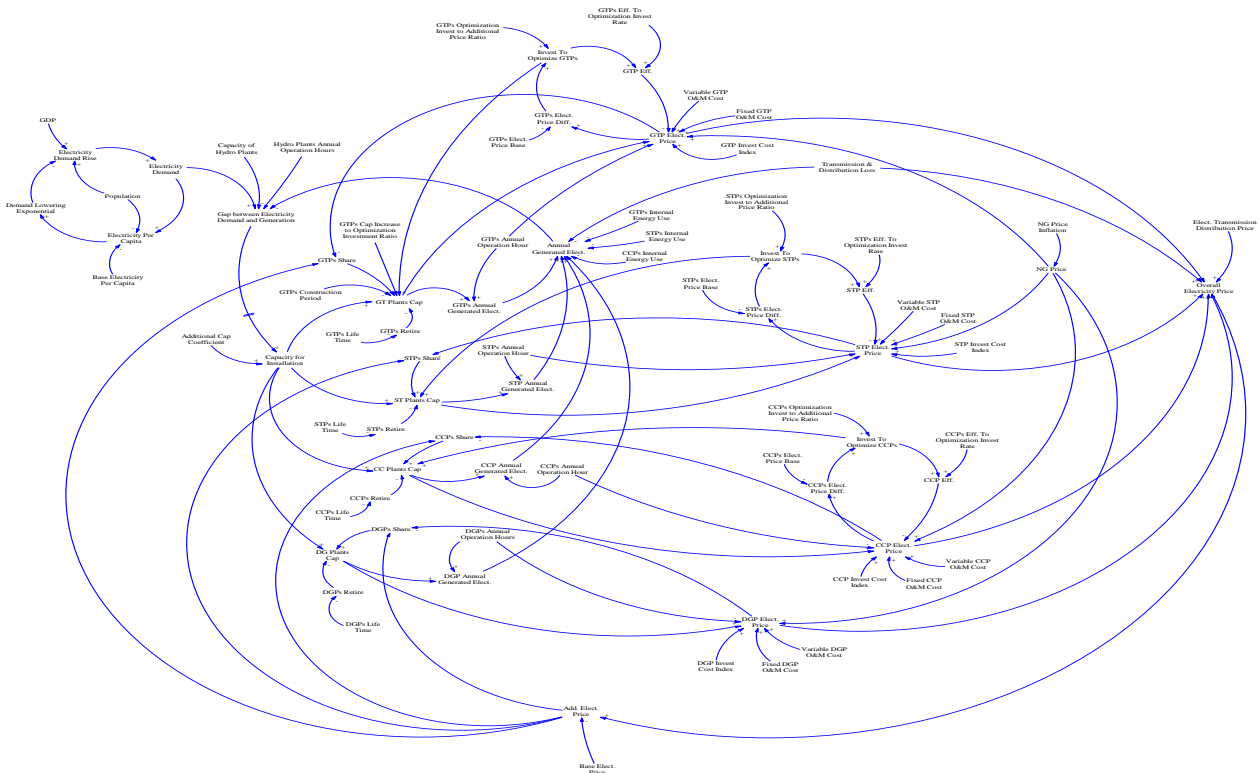 GTPs Eff. To
Optimization Invest
Rate
GTPs Optimization
Invest to Additional
Price Ratio
Invest To
Optimize GTPs
GTP Eff.
Variable GTP
O&M Cost
Fixed GTP
O&M Cost
GTPs Elect.
Price Diff.
GTPs Elect.
Price Base
GTP Elect.
Price
GTP Invest Cost
Index
GDP
Electricity
Demand Rise
Electricity
Demand
Capacity of
Hydro Plants
Hydro Plants Annual
Operation Hours
Transmission &
Distribution Loss
Population
Demand Lowering
Exponential
Gap between Electricity
Demand and Generation
Electricity Per
Capita
Base Electricity
Per Capita
STPs Optimization
Invest to Additional
Price Ratio
GTPs Internal
Energy Use
STPs Internal
Energy Use
CCPs Internal
Energy Use
GTPs Cap Increase
to Optimization
Investment Ratio
GTPs Annual
Operation Hour
Annual
Generated Elect.
NG Price
Inflation
Elect. Transmission
Distribution Price
STPs Eff. To
Optimization Invest
Rate
Invest To
Optimize STPs
GTPs Share
NG Price
STPs Elect.
Price Base
STP Eff.
Overall
Elecricity Price
GTPs Construction
Period
GT Plants Cap
GTPs Annual
Generated Elect.
STPs Elect.
Price Diff.
Variable STP
O&M Cost
Fixed STP
O&M Cost
GTPs Life
Time
GTPs Retire
Additional Cap
Coefficient
Capacity for
Installation
STPs Share
STPs Annual
Operation Hour
STP Elect.
Price
STP Invest Cost
Index
STP Annual
Generated Elect.
ST Plants Cap
STPs Life
Time
STPs Retire
CCPs Optimization
Invest to Additional
Price Ratio
CCPs Share
Invest To
Optimize CCPs
CCPs Eff. To
Optimization Invest
Rate
CCPs Elect.
Price Base
CC Plants Cap
CCP Annual
Generated Elect.
CCPs Annual
Operation Hour
CCP Eff.
CCPs Elect.
Price Diff.
CCPs Retire
CCPs Life
Time
DGPs Share
DGPs Annual
Operation Hours
CCP Elect.
Price
DG Plants
Cap
Variable CCP
O&M Cost
DGP Annual
Generated Elect.
CCP Invest Cost
Index
Fixed CCP
O&M Cost
DGPs Retire
DGPs Life
Time
DGP Elect.
Price
Variable DGP
O&M Cost
DGP Invest
Cost Index
Fixed DGP
O&M Cost
Add. Elect.
Price
Base Elect.
Price